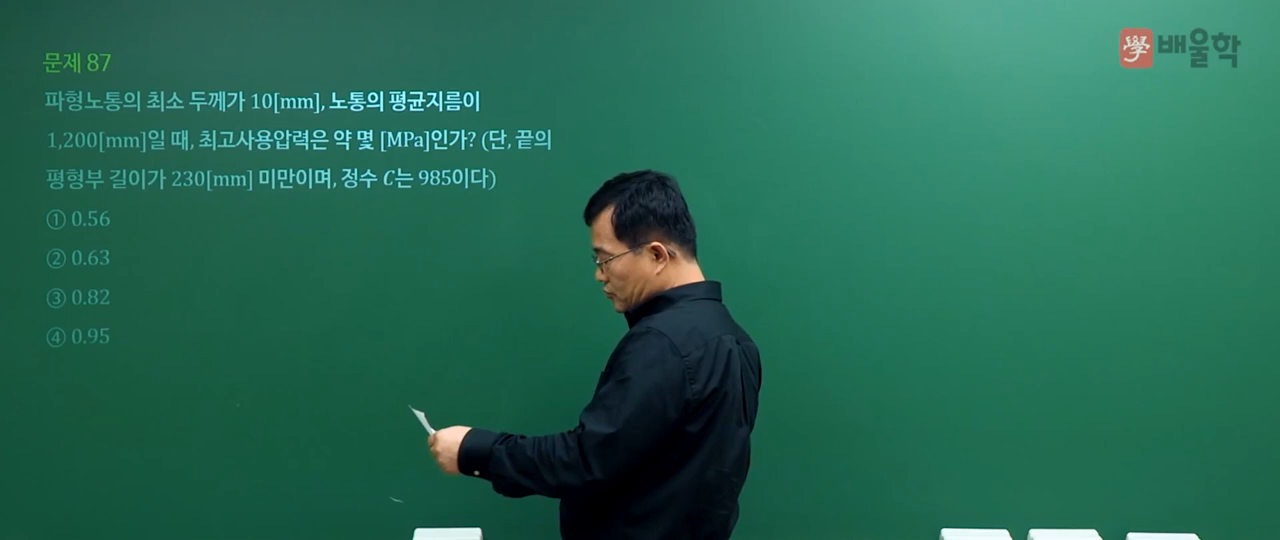 學 배울학
문제 87
파형노통의 최소 두께가 10[mm], 노통의 평균지름이
1,200[mm]일 때, 최고사용압력은 약 몇 [MPa]인가? (단, 끝의
평형부 길이가 230[mm] 미만이며, 정수 C는 985이다)
① 0.56
② 0.63
③ 0.82
④ 0.95